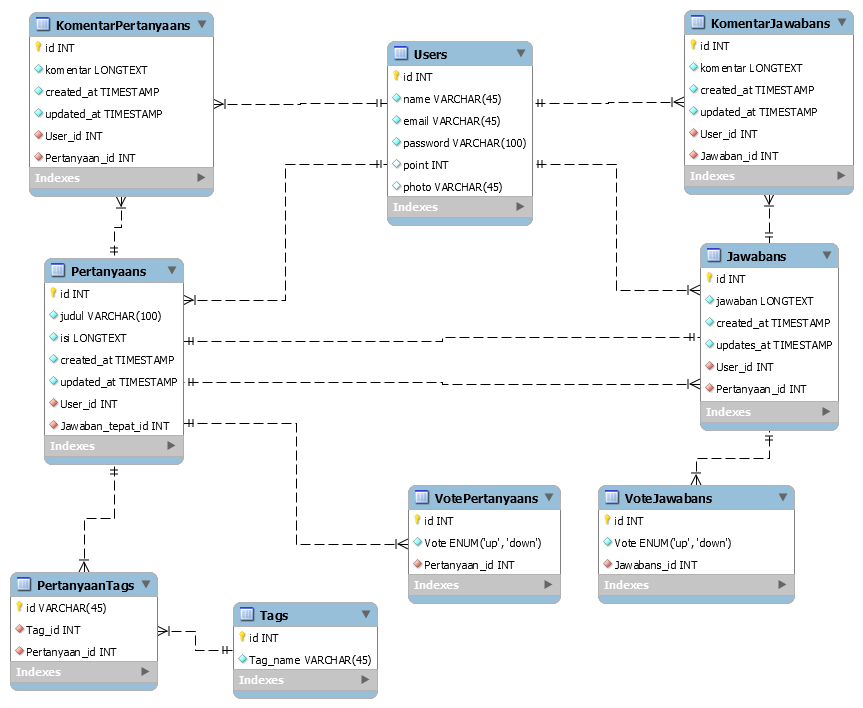 KomentarPertanyaans
id INT
komentar LONGTEXT
created_at TIMESTAMP
updated_at TIMESTAMP
User_id INT
Pertanyaan_id INT
Indexes
Users
id INT
name VARCHAR(45)
email VARCHAR(45)
password VARCHAR(100)
point INT
photo VARCHAR(45)
Indexes
KomentarJawabans
id INT
komentar LONGTEXT
created_at TIMESTAMP
updated_at TIMESTAMP
User_id INT
Jawaban_id INT
Indexes
Pertanyaans
id INT
judul VARCHAR(100)
isi LONGTEXT
created_at TIMESTAMP
updated_at TIMESTAMP
User_id INT
Jawaban_tepat_id INT
Indexes
Jawabans
id INT
jawaban LONGTEXT
created_at TIMESTAMP
updates_at TIMESTAMP
User_id INT
Pertanyaan_id INT
Indexes
VotePertanyaans
id INT
Vote ENUM('up', 'down')
Pertanyaan_id INT
Indexes
VoteJawabans
id INT
Vote ENUM('up', 'down')
Jawabans_id INT
Indexes
PertanyaanTags
id VARCHAR(45)
Tag_id INT
Pertanyaan_id INT
Indexes
Tags
id INT
Tag_name VARCHAR(45)
Indexes